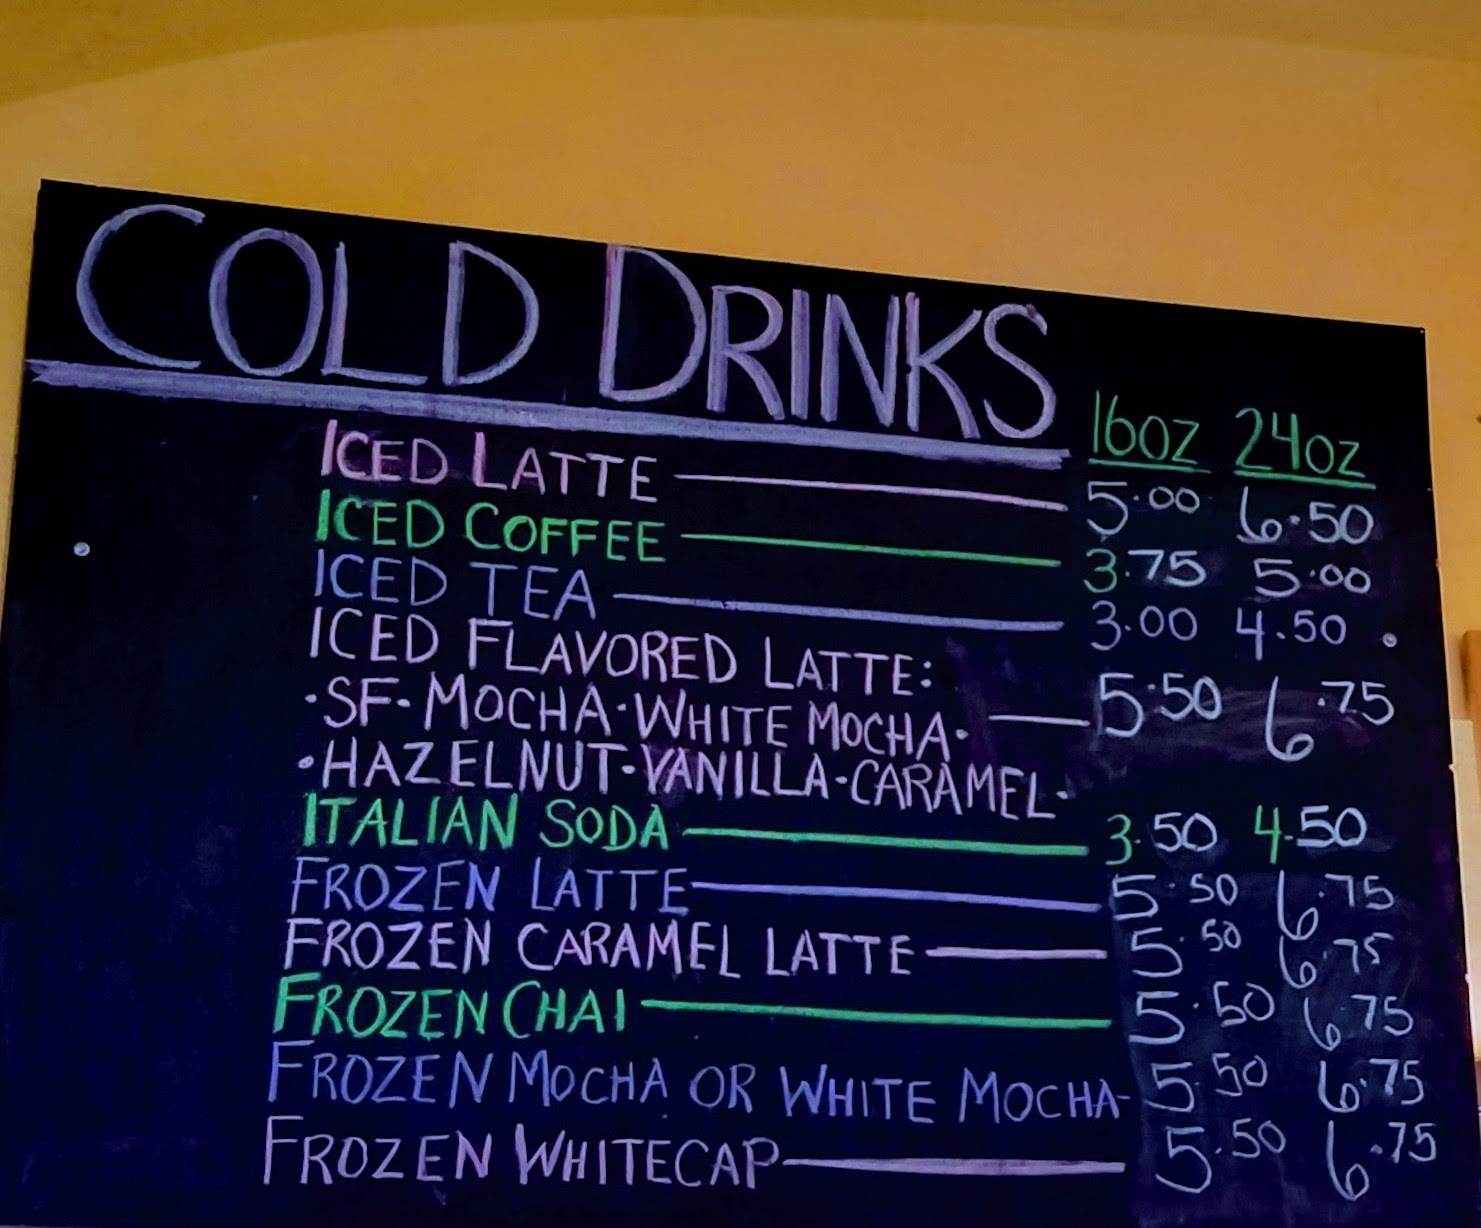 COLD DRINKS
16OZ 24OZ
ICED LATTE 5.00 6.50
ICED COFFEE 3.75 5.00
ICED TEA 3.00 4.50
ICED FLAVORED LATTE:
·SF·MOCHA·WHITE MOCHA· 5.50 6.75
·HAZELNUT·VANILLA·CARAMEL·
ITALIAN SODA 3.50 4.50
FROZEN LATTE 5.50 6.75
FROZEN CARAMEL LATTE 5.50 6.75
FROZEN CHAI 5.50 6.75
FROZEN MOCHA OR WHITE MOCHA 5.50 6.75
FROZEN WHITECAP 5.50 6.75